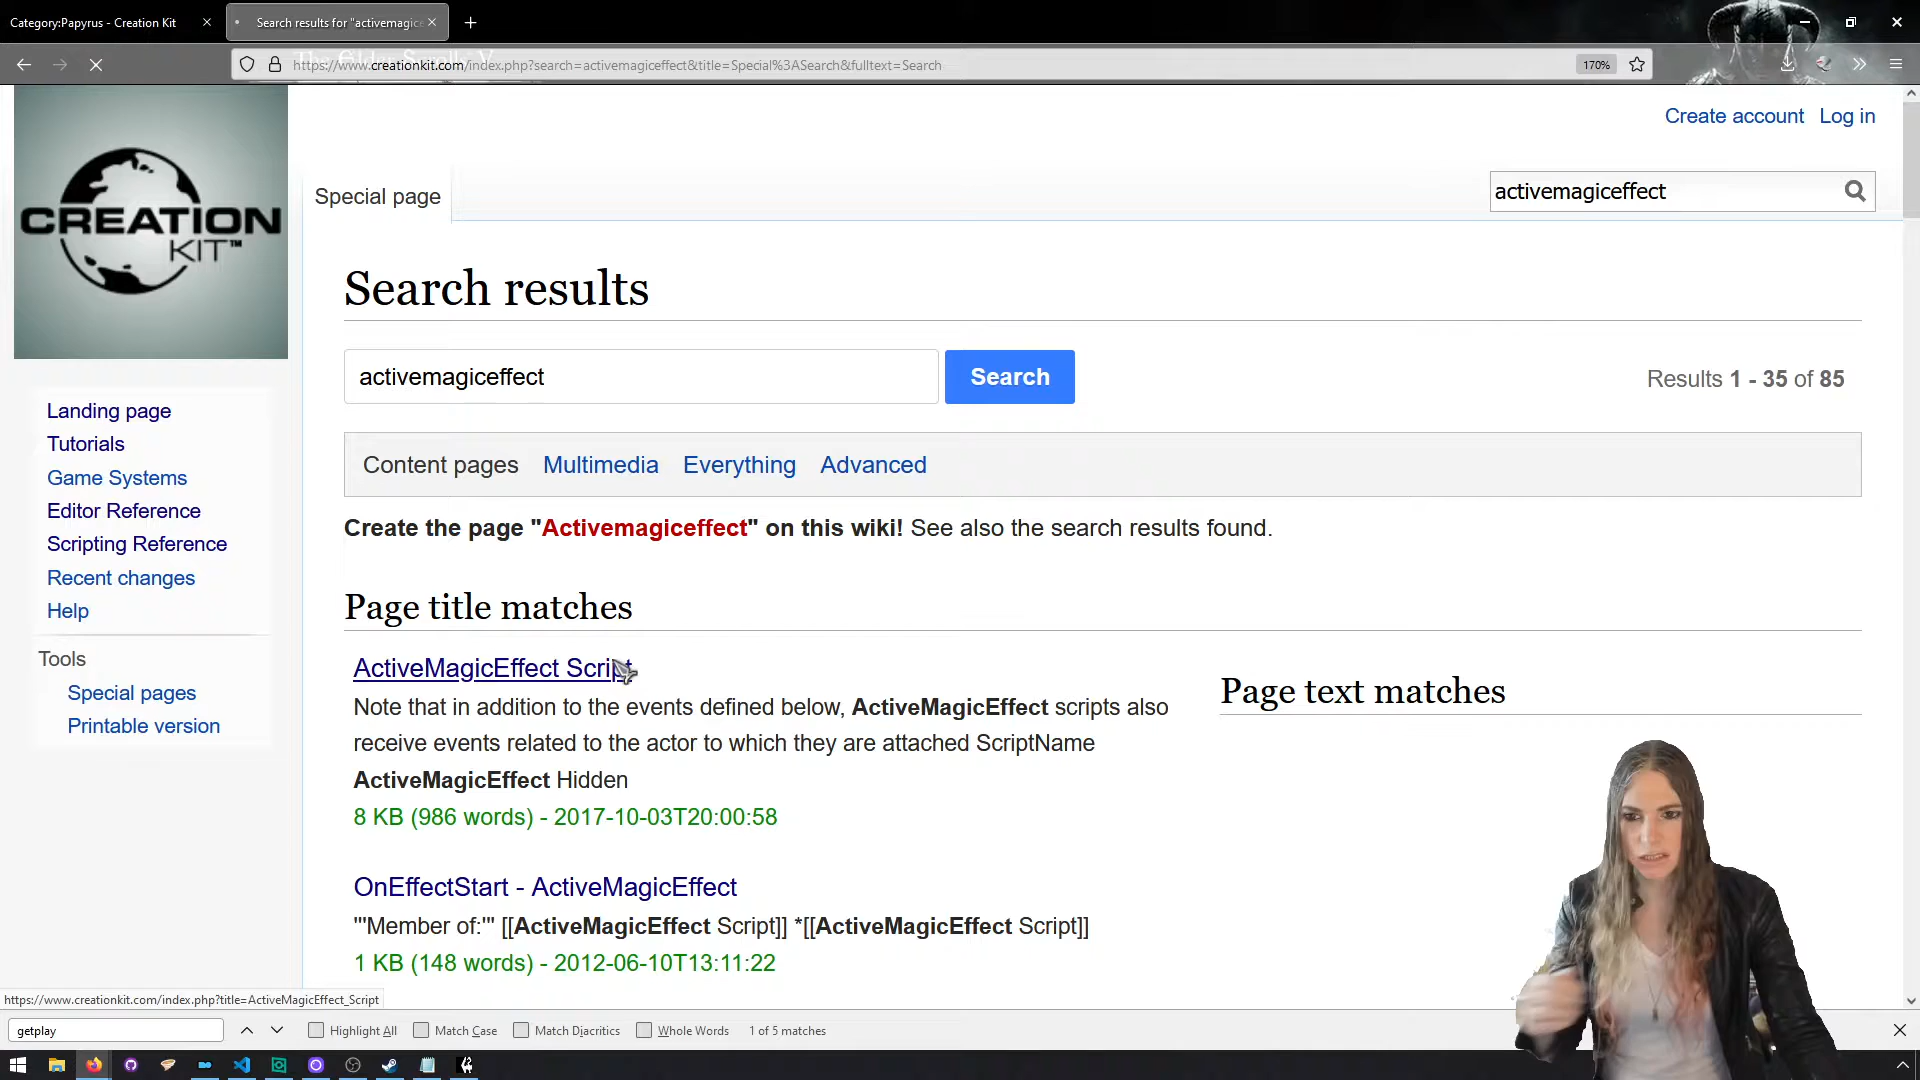 Category:Papyrus - Creation Kit
Search results for "activemagic
https://www.creationkit.com/index.php?search=activemagiceffect&title=Special%3ASearch&fulltext=Search
170%
Create account Log in
CREATION
KIT™
Special page
activemagiceffect
Search results
activemagiceffect
Search
Results 1 - 35 of 85
Landing page
Tutorials
Game Systems
Editor Reference
Scripting Reference
Recent changes
Help
Tools
Special pages
Printable version
Content pages Multimedia Everything Advanced
Create the page "Activemagiceffect" on this wiki! See also the search results found.
Page title matches
ActiveMagicEffect Script
Note that in addition to the events defined below, ActiveMagicEffect scripts also
receive events related to the actor to which they are attached ScriptName
ActiveMagicEffect Hidden
8 KB (986 words) - 2017-10-03T20:00:58
Page text matches
OnEffectStart - ActiveMagicEffect
'''Member of:''' [[ActiveMagicEffect Script]] *[[ActiveMagicEffect Script]]
1 KB (148 words) - 2012-06-10T13:11:22
https://www.creationkit.com/index.php?title=ActiveMagicEffect_Script
getplay
Highlight All
Match Case
Match Diacritics
Whole Words
1 of 5 matches